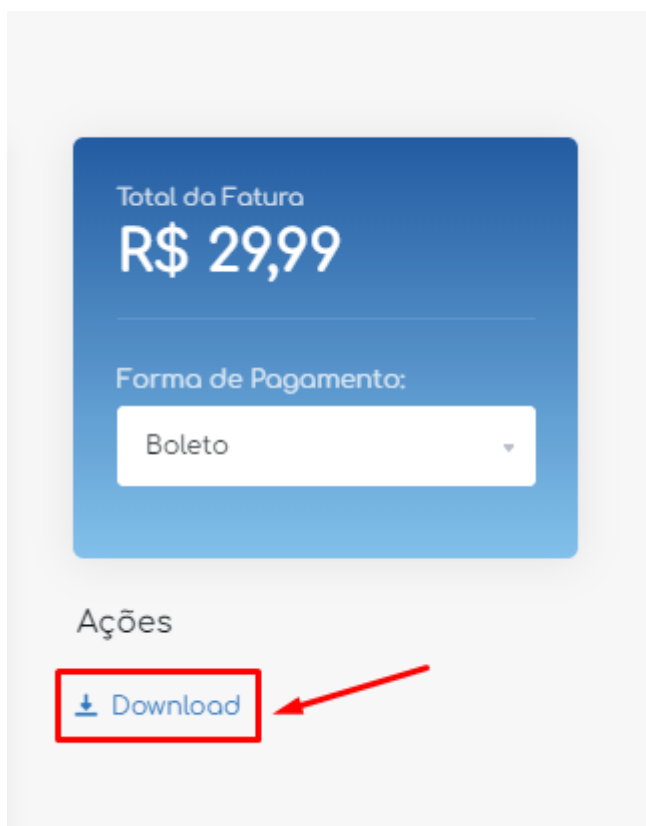 Total da Fatura
R$ 29,99
Forma de Pagamento:
Boleto
Ações
Download